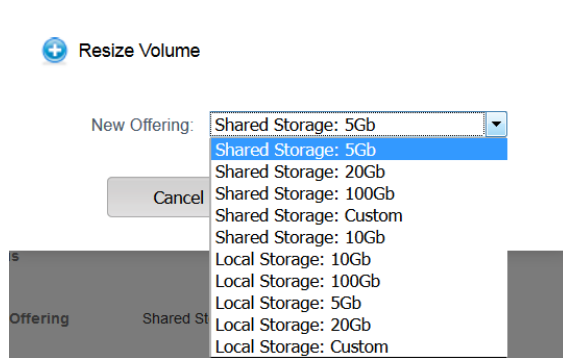 Resize Volume
New Offering: Shared Storage: 5Gb
Shared Storage: 5Gb
Shared Storage: 20Gb
Shared Storage: 100Gb
Cancel
Shared Storage: Custom
Shared Storage: 10Gb
Local Storage: 10Gb
Local Storage: 100Gb
Local Storage: 5Gb
Offering Shared St
Local Storage: 20Gb
Local Storage: Custom